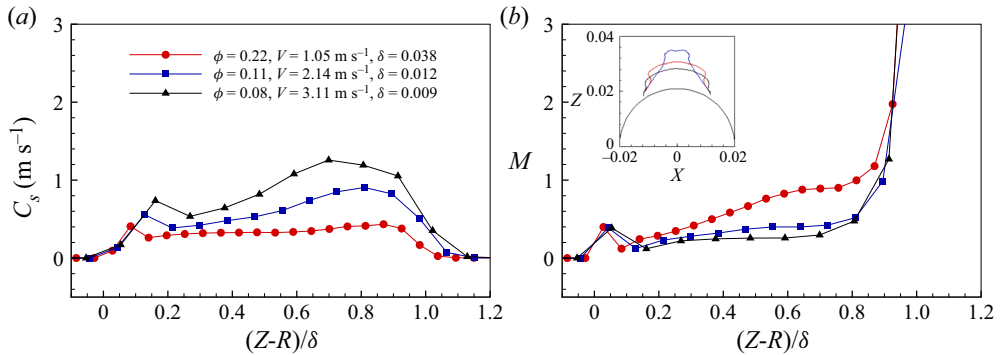 (a)
3
2
1
0
C_s (m s⁻¹)
ϕ = 0.22, V = 1.05 m s⁻¹, δ = 0.038
ϕ = 0.11, V = 2.14 m s⁻¹, δ = 0.012
ϕ = 0.08, V = 3.11 m s⁻¹, δ = 0.009
0 0.2 0.4 0.6 0.8 1.0 1.2
(Z-R)/δ
(b)
3
2
1
0
M
0.04
0.02
0
Z
-0.02 0 0.02
X
0 0.2 0.4 0.6 0.8 1.0 1.2
(Z-R)/δ